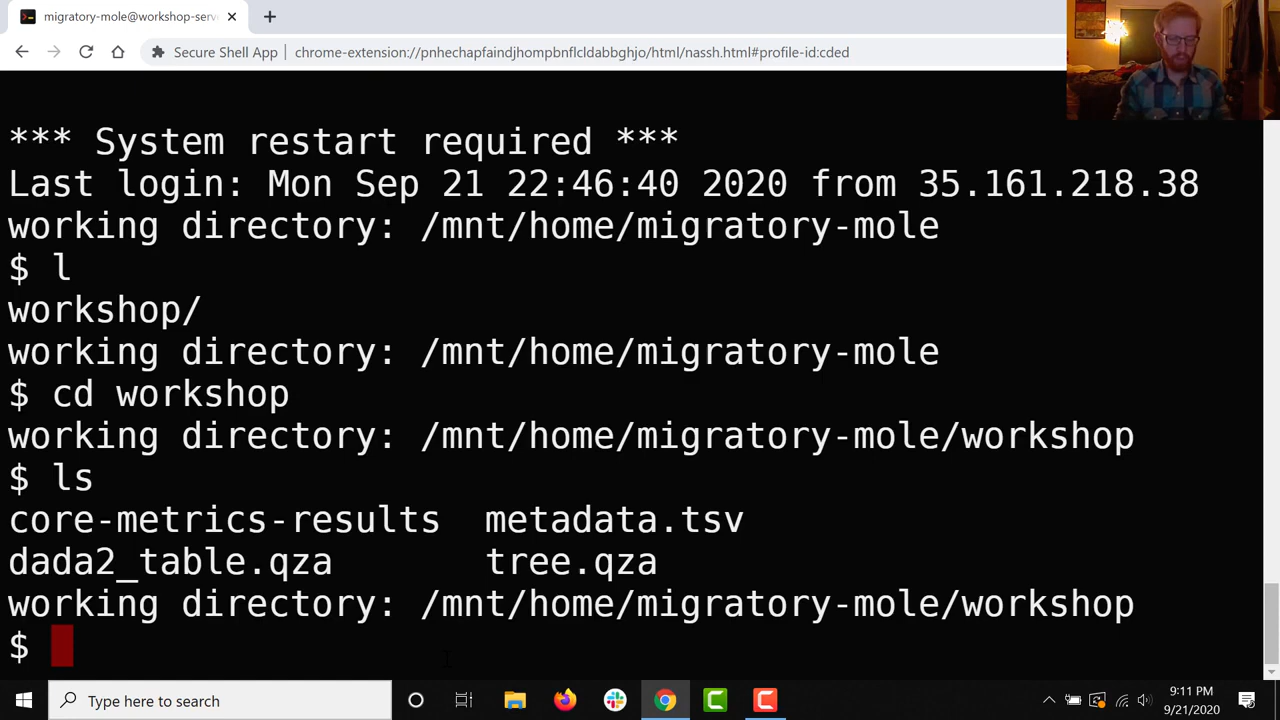 migratory-mole@workshop-serv
Secure Shell App
chrome-extension://pnhechapfaindjhompbnflcldabbghjo/html/nassh.html#profile-id:cded
*** System restart required ***
Last login: Mon Sep 21 22:46:40 2020 from 35.161.218.38
working directory: /mnt/home/migratory-mole
$ l
workshop/
working directory: /mnt/home/migratory-mole
$ cd workshop
working directory: /mnt/home/migratory-mole/workshop
$ ls
core-metrics-results metadata.tsv
dada2_table.qza tree.qza
working directory: /mnt/home/migratory-mole/workshop
$
Type here to search
9:11 PM
9/21/2020